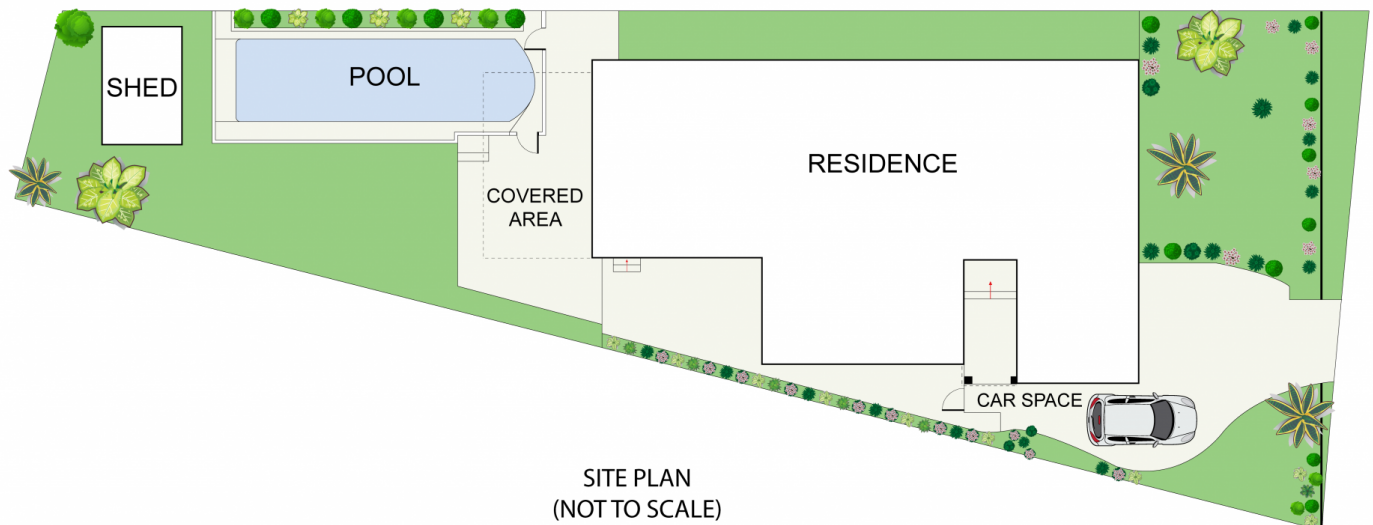 SHED
POOL
RESIDENCE
COVERED
AREA
CAR SPACE
SITE PLAN
(NOT TO SCALE)